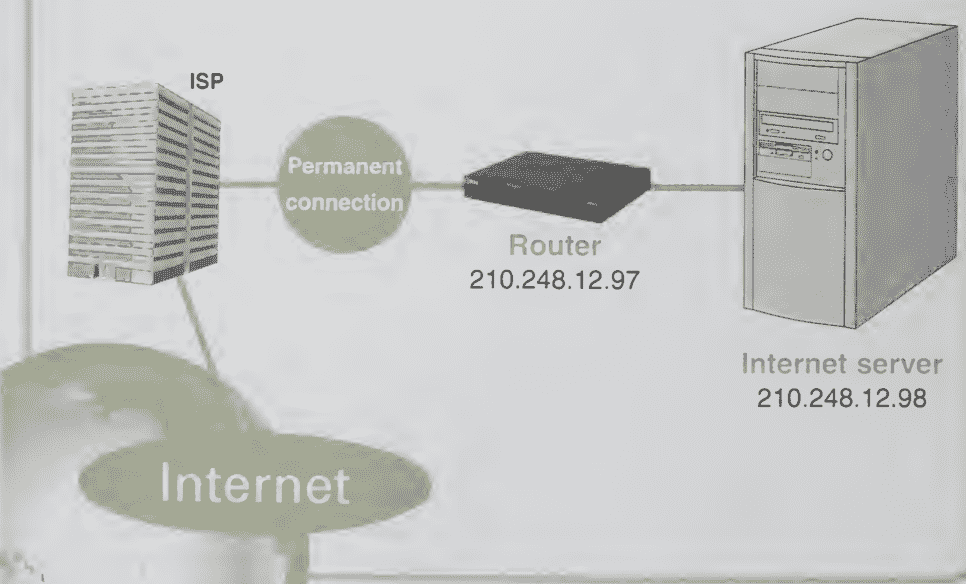 ISP
Permanent
connection
Router
210.248.12.97
Internet server
210.248.12.98
Internet